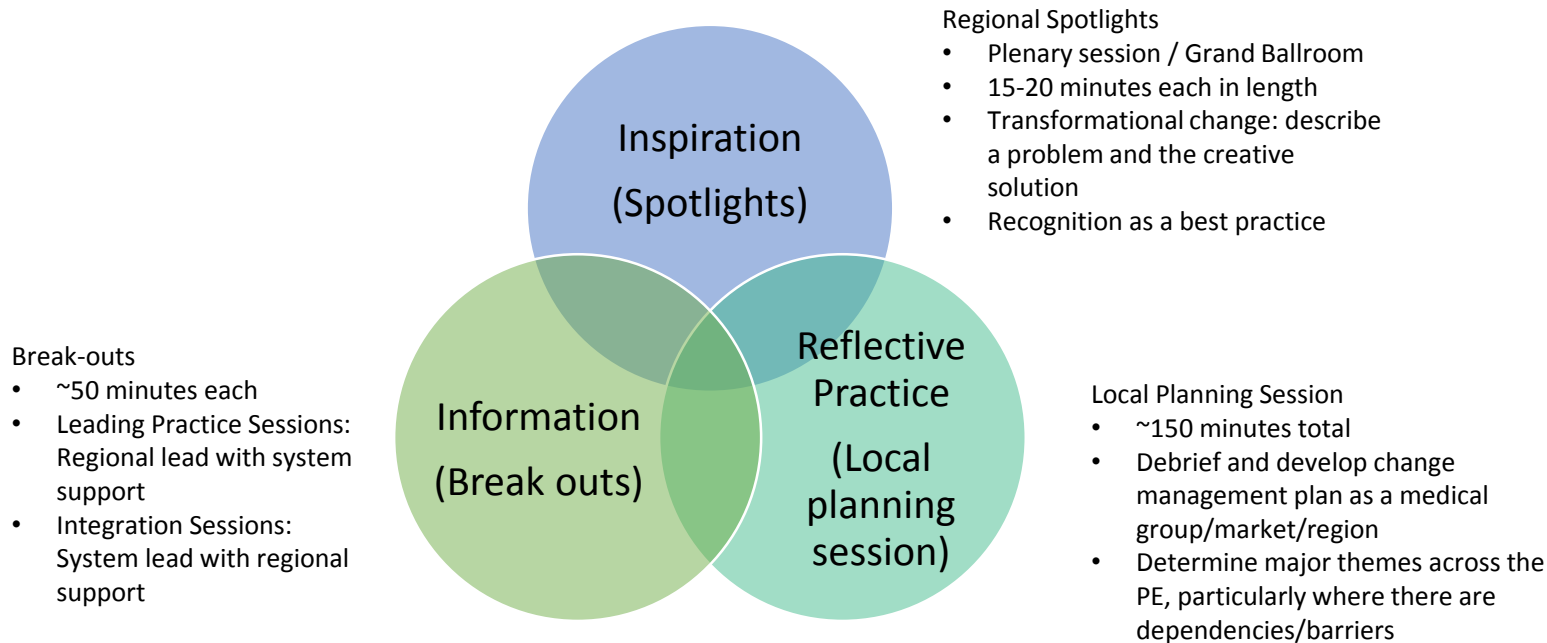 Regional Spotlights
• Plenary session / Grand Ballroom
• 15-20 minutes each in length
• Transformational change: describe
a problem and the creative
solution
• Recognition as a best practice
Inspiration
(Spotlights)
Break-outs
• ~50 minutes each
• Leading Practice Sessions:
Regional lead with system
support
• Integration Sessions:
System lead with regional
support
Information
(Break outs)
Reflective
Practice
(Local
planning
session)
Local Planning Session
• ~150 minutes total
• Debrief and develop change
management plan as a medical
group/market/region
• Determine major themes across the
PE, particularly where there are
dependencies/barriers